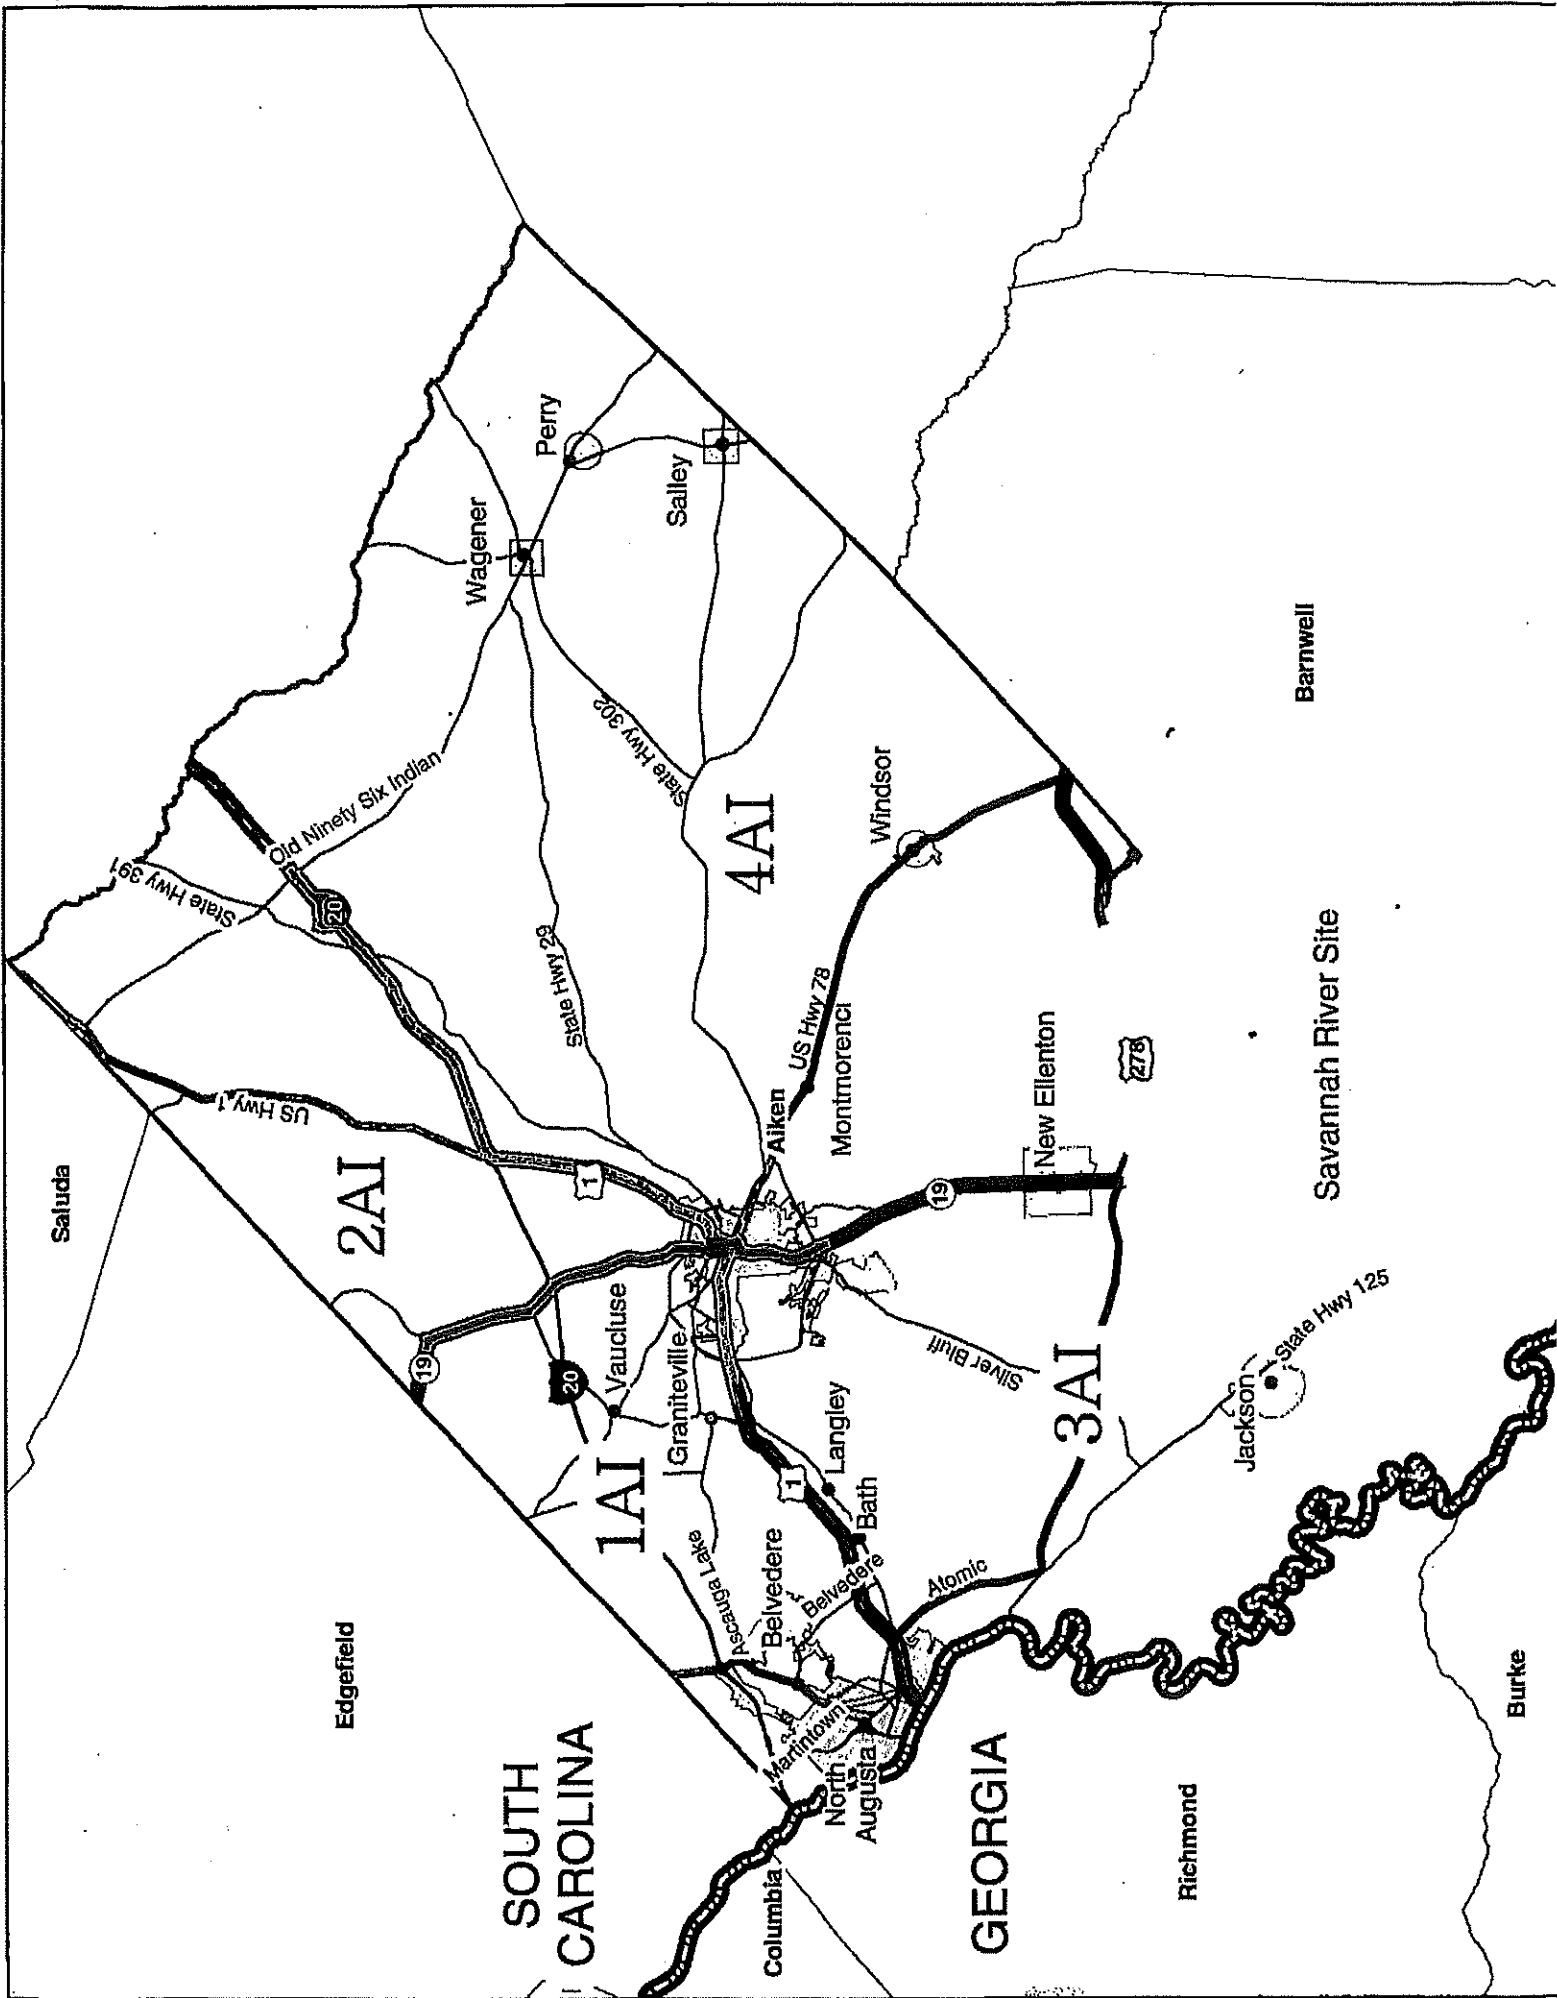 Saluda
Edgefield
SOUTH
CAROLINA
Columbia
GEORGIA
Richmond
Burke
Barnwell
Savannah River Site
1AI
2AI
3AI
4AI
State Hwy 391
Old Ninety Six Indian
20
US Hwy 1
1
19
20
Vaucluse
Graniteville
Ascauga Lake
Belvedere
Belvedere
Martintown
North
Augusta
1
Langley
Bath
Atomic
Silver Bluff
Jackson
State Hwy 125
19
New Ellenton
278
Aiken
Montmorenci
US Hwy 78
Windsor
State Hwy 29
State Hwy 302
Wagener
Perry
Salley